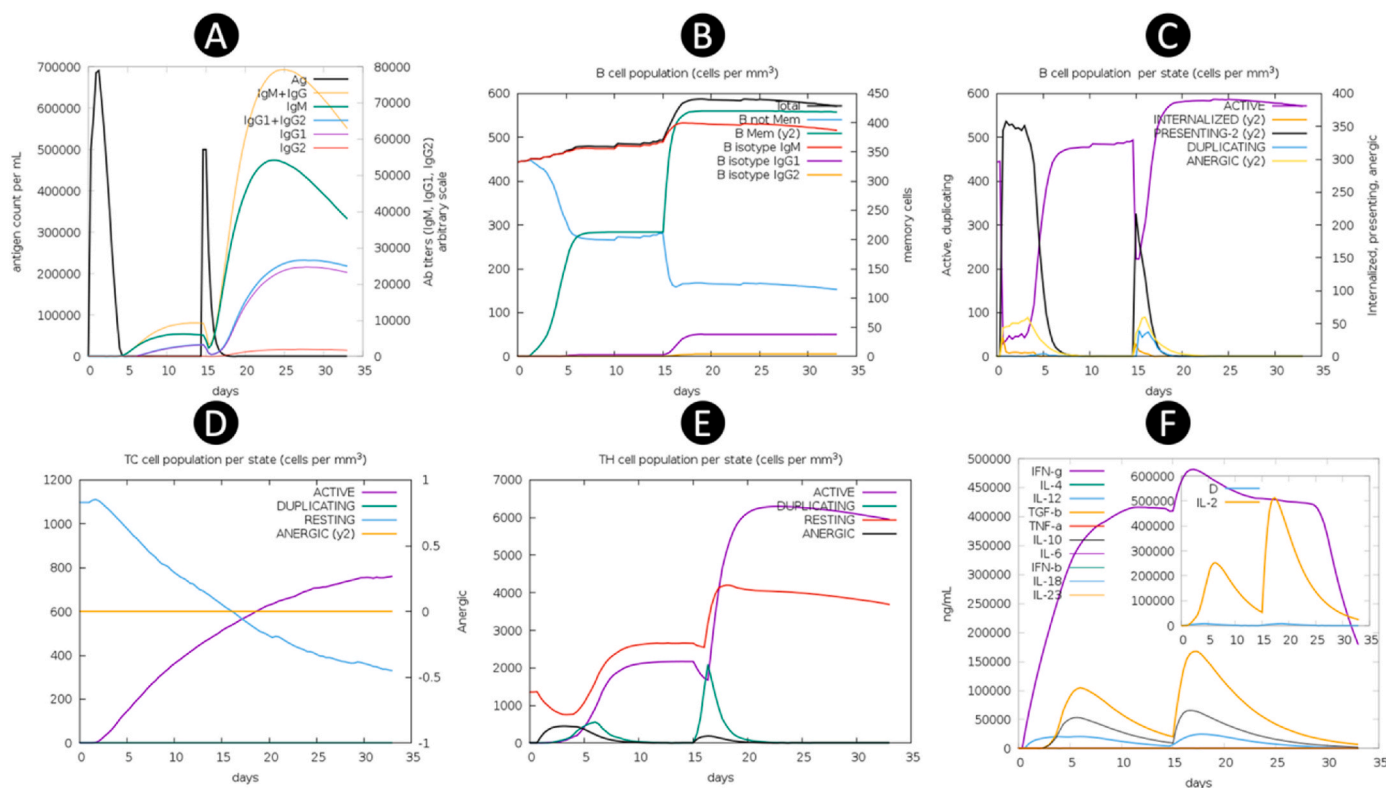 A
B
C
B cell population (cells per mm³)
B cell population per state (cells per mm³)
700000
600000
500000
400000
300000
200000
100000
0
antigen count per mL
80000
70000
60000
50000
40000
30000
20000
10000
0
Ab titers (IgM, IgG1, IgG2)
arbitrary scale
Ag
IgM+IgG
IgM
IgG1+IgG2
IgG1
IgG2
0 5 10 15 20 25 30 35
days
600
500
400
300
200
100
0
450
400
350
300
250
200
150
100
50
0
memory cells
Total
B not Mem
B Mem (y2)
B isotype IgM
B isotype IgG1
B isotype IgG2
0 5 10 15 20 25 30 35
days
600
500
400
300
200
100
0
Active, duplicating
400
350
300
250
200
150
100
50
0
Internalized, presenting, anergic
ACTIVE
INTERNALIZED (y2)
PRESENTING-2 (y2)
DUPLICATING
ANERGIC (y2)
0 5 10 15 20 25 30 35
days
D
E
F
TC cell population per state (cells per mm³)
TH cell population per state (cells per mm³)
1200
1000
800
600
400
200
0
1
0.5
0
-0.5
-1
Anergic
ACTIVE
DUPLICATING
RESTING
ANERGIC (y2)
0 5 10 15 20 25 30 35
days
7000
6000
5000
4000
3000
2000
1000
0
ACTIVE
DUPLICATING
RESTING
ANERGIC
0 5 10 15 20 25 30 35
days
500000
450000
400000
350000
300000
250000
200000
150000
100000
50000
0
ng/mL
IFN-g
IL-4
IL-12
TGF-b
TNF-a
IL-10
IL-6
IFN-b
IL-18
IL-23
600000
500000
400000
300000
200000
100000
0
D
IL-2
0 5 10 15 20 25 30 35
0 5 10 15 20 25 30 35
days